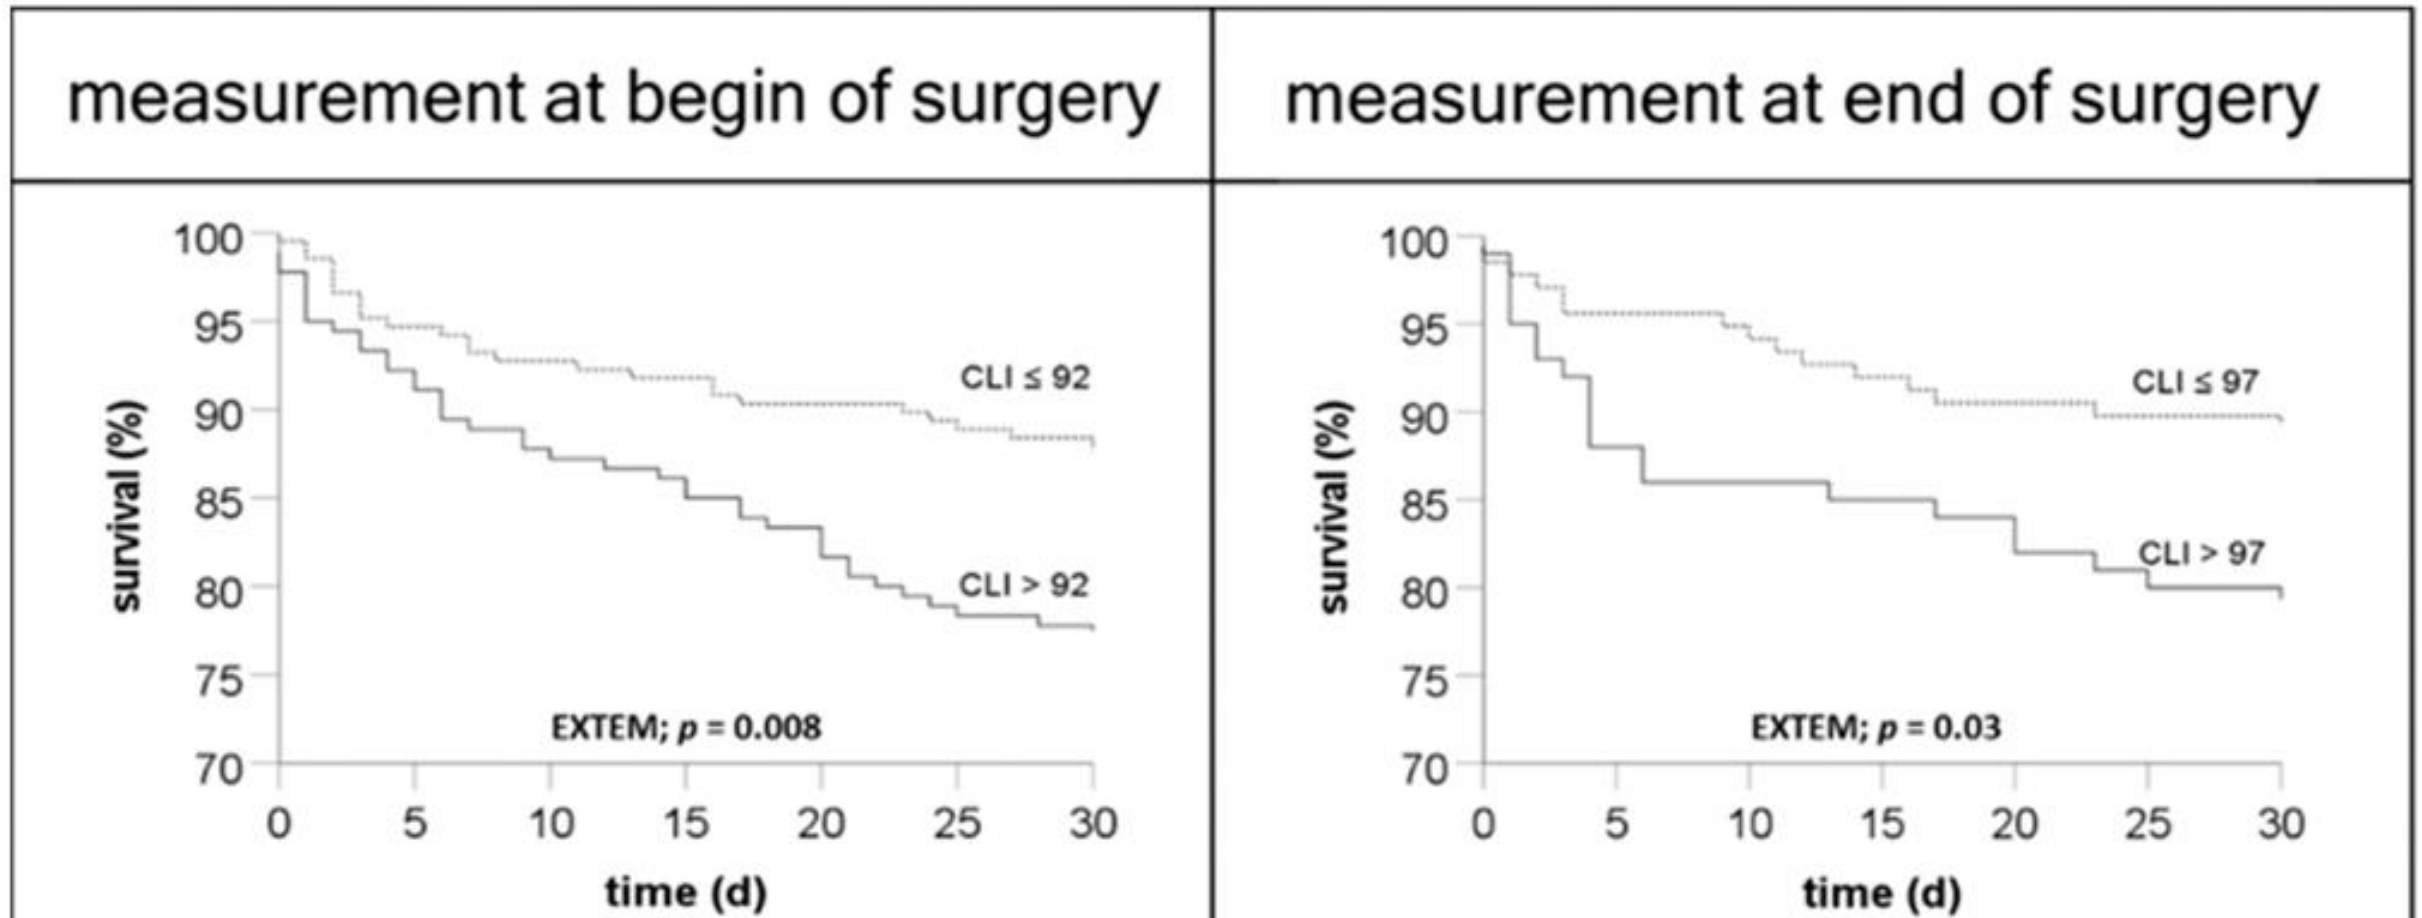 measurement at begin of surgery
measurement at end of surgery
survival (%)
100
95
90
85
80
75
70
CLI ≤ 92
CLI > 92
EXTEM; p = 0.008
0 5 10 15 20 25 30
time (d)
survival (%)
100
95
90
85
80
75
70
CLI ≤ 97
CLI > 97
EXTEM; p = 0.03
0 5 10 15 20 25 30
time (d)